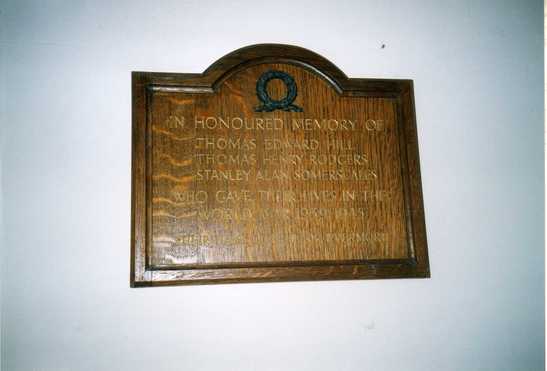 IN HONOURED MEMORY OF
THOMAS EDWARD HILL
THOMAS HENRY RODGERS
STANLEY ALAN SOMERSCALES
WHO GAVE THEIR LIVES IN THE
WORLD WAR 1939-1945